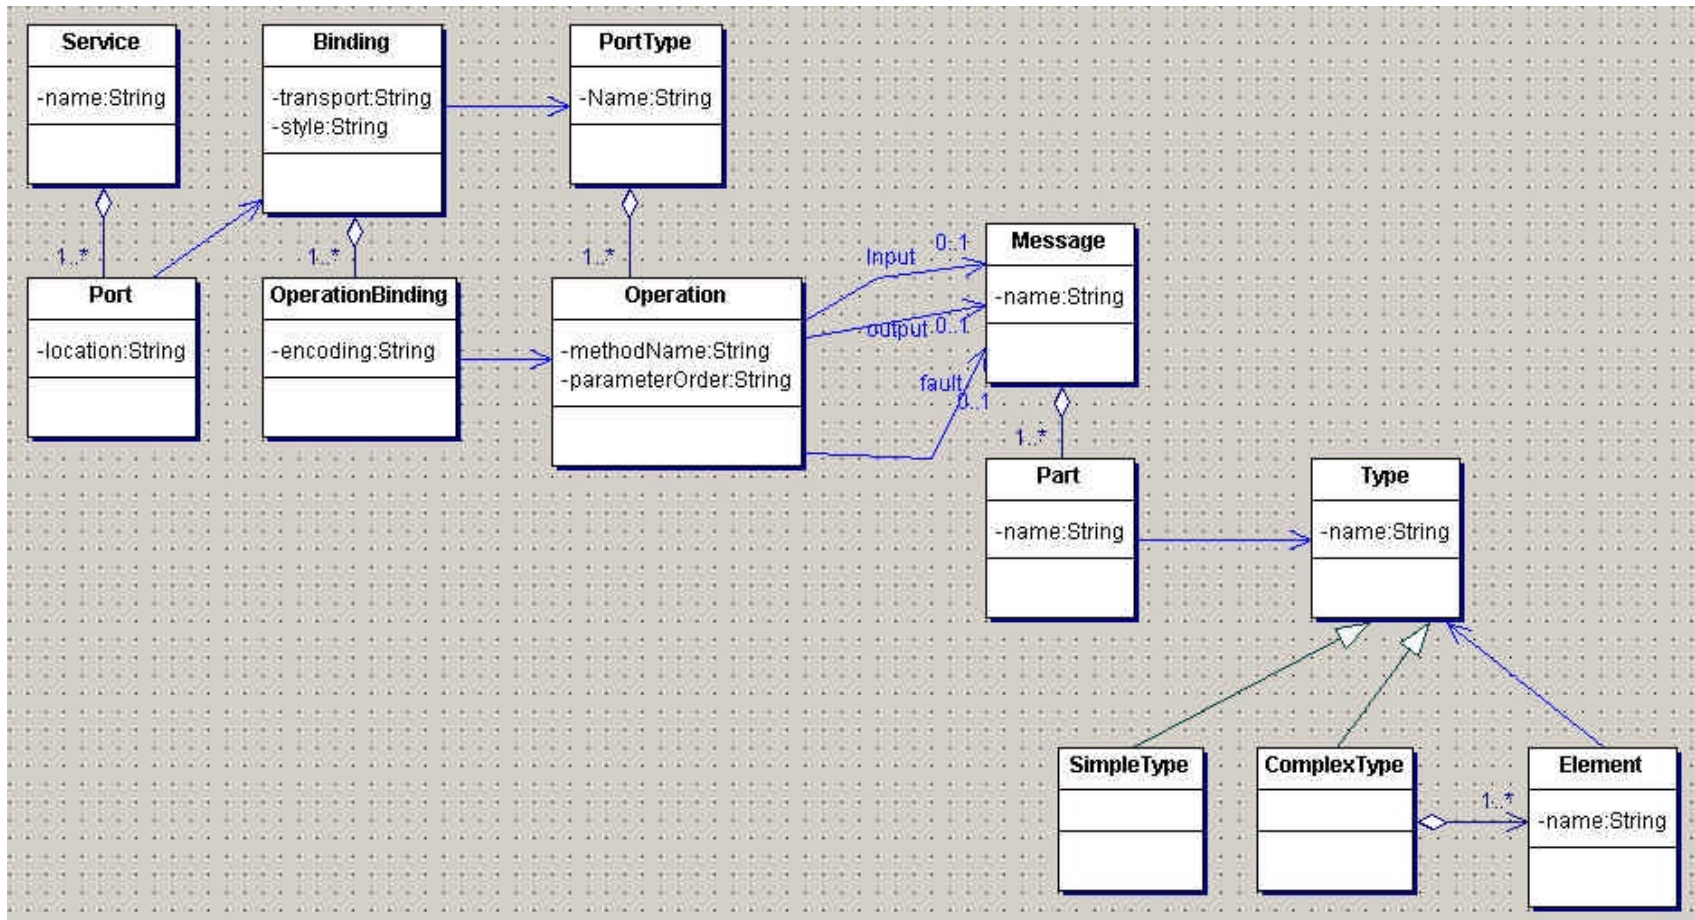 Service
-name:String
Binding
-transport:String
-style:String
PortType
-Name:String
1..*
1..*
1..*
Port
-location:String
OperationBinding
-encoding:String
Operation
-methodName:String
-parameterOrder:String
Input
0..1
output
0..1
fault
0..1
Message
-name:String
1..*
Part
-name:String
Type
-name:String
SimpleType
ComplexType
1..*
Element
-name:String